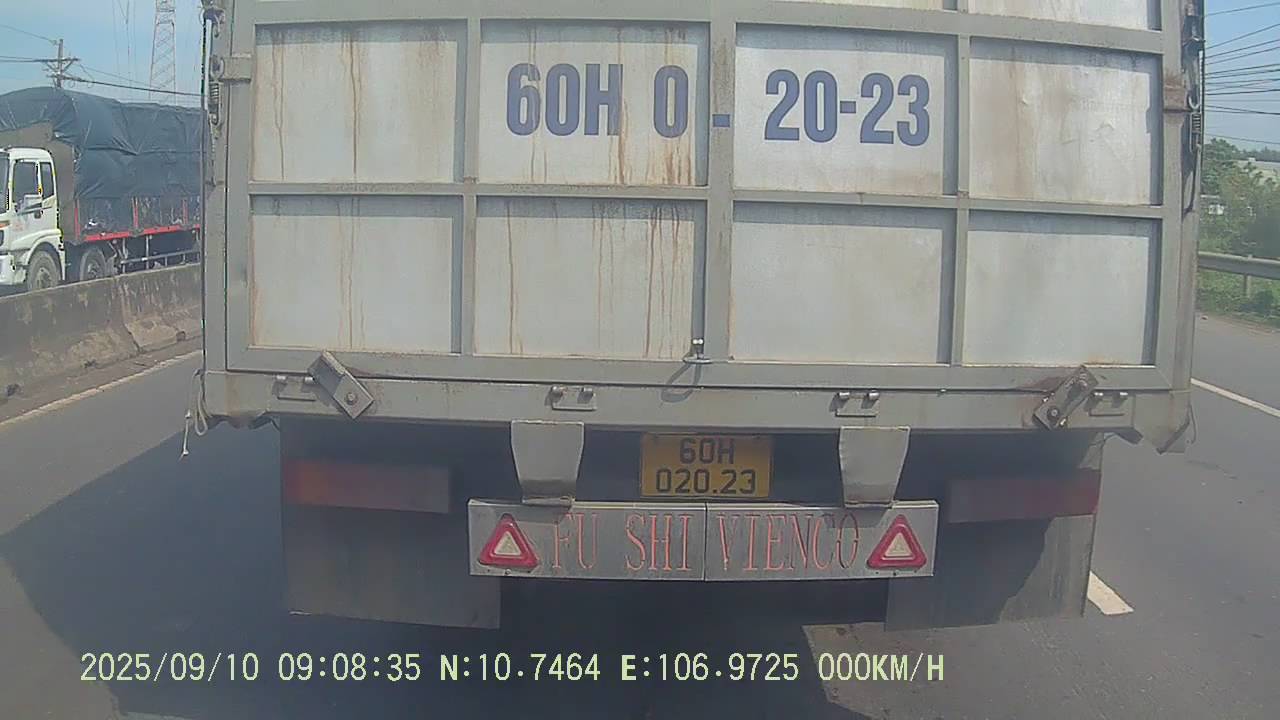 60H 0 - 20-23
60H
020.23
FU SHI VIENCO
2025/09/10 09:08:35 N:10.7464 E:106.9725 000KM/H